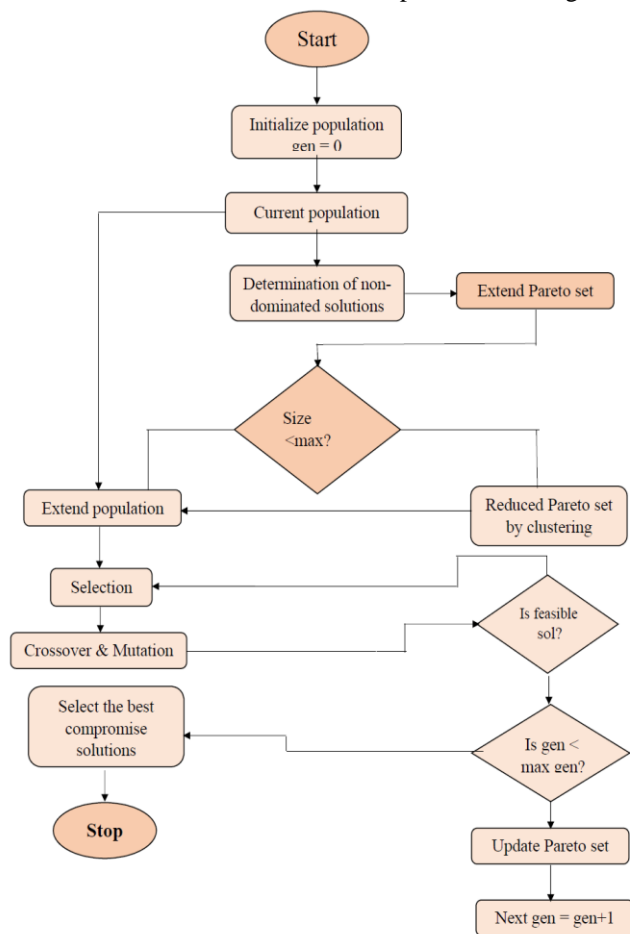 Start
Initialize population
gen = 0
Current population
Determination of non-
dominated solutions
Extend Pareto set
Size
<max?
Extend population
Reduced Pareto set
by clustering
Selection
Is feasible
sol?
Crossover & Mutation
Select the best
compromise
solutions
Is gen <
max gen?
Stop
Update Pareto set
Next gen = gen+1